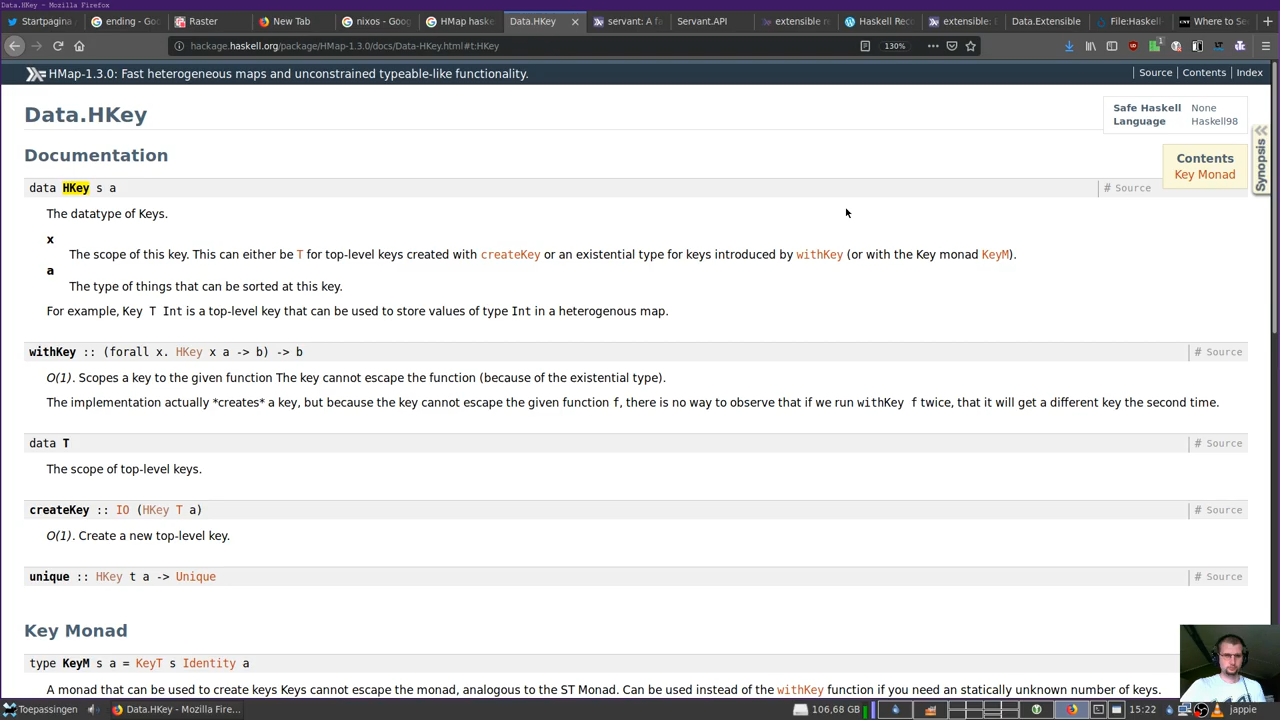 Data.HKey - Mozilla Firefox
Startpagina
ending - Goo
Raster
New Tab
nixos - Goog
HMap haske
Data.HKey
servant: A fa
Servant.API
extensible re
Haskell Reco
extensible: E
Data.Extensible
File:Haskell-
Where to Se
hackage.haskell.org/package/HMap-1.3.0/docs/Data-HKey.html#t:HKey
130%
HMap-1.3.0: Fast heterogeneous maps and unconstrained typeable-like functionality.
Source Contents Index
Data.HKey
Safe Haskell None
Language Haskell98
Documentation
Contents
Key Monad
Synopsis
data HKey s a
# Source
The datatype of Keys.
x
The scope of this key. This can either be T for top-level keys created with createKey or an existential type for keys introduced by withKey (or with the Key monad KeyM).
a
The type of things that can be sorted at this key.
For example, Key T Int is a top-level key that can be used to store values of type Int in a heterogenous map.
withKey :: (forall x. HKey x a -> b) -> b
# Source
O(1). Scopes a key to the given function The key cannot escape the function (because of the existential type).
The implementation actually *creates* a key, but because the key cannot escape the given function f, there is no way to observe that if we run withKey f twice, that it will get a different key the second time.
data T
# Source
The scope of top-level keys.
createKey :: IO (HKey T a)
# Source
O(1). Create a new top-level key.
unique :: HKey t a -> Unique
# Source
Key Monad
type KeyM s a = KeyT s Identity a
A monad that can be used to create keys Keys cannot escape the monad, analogous to the ST Monad. Can be used instead of the withKey function if you need an statically unknown number of keys.
Toepassingen
Data.HKey - Mozilla Fire...
106,68 GB
15:22
jappie